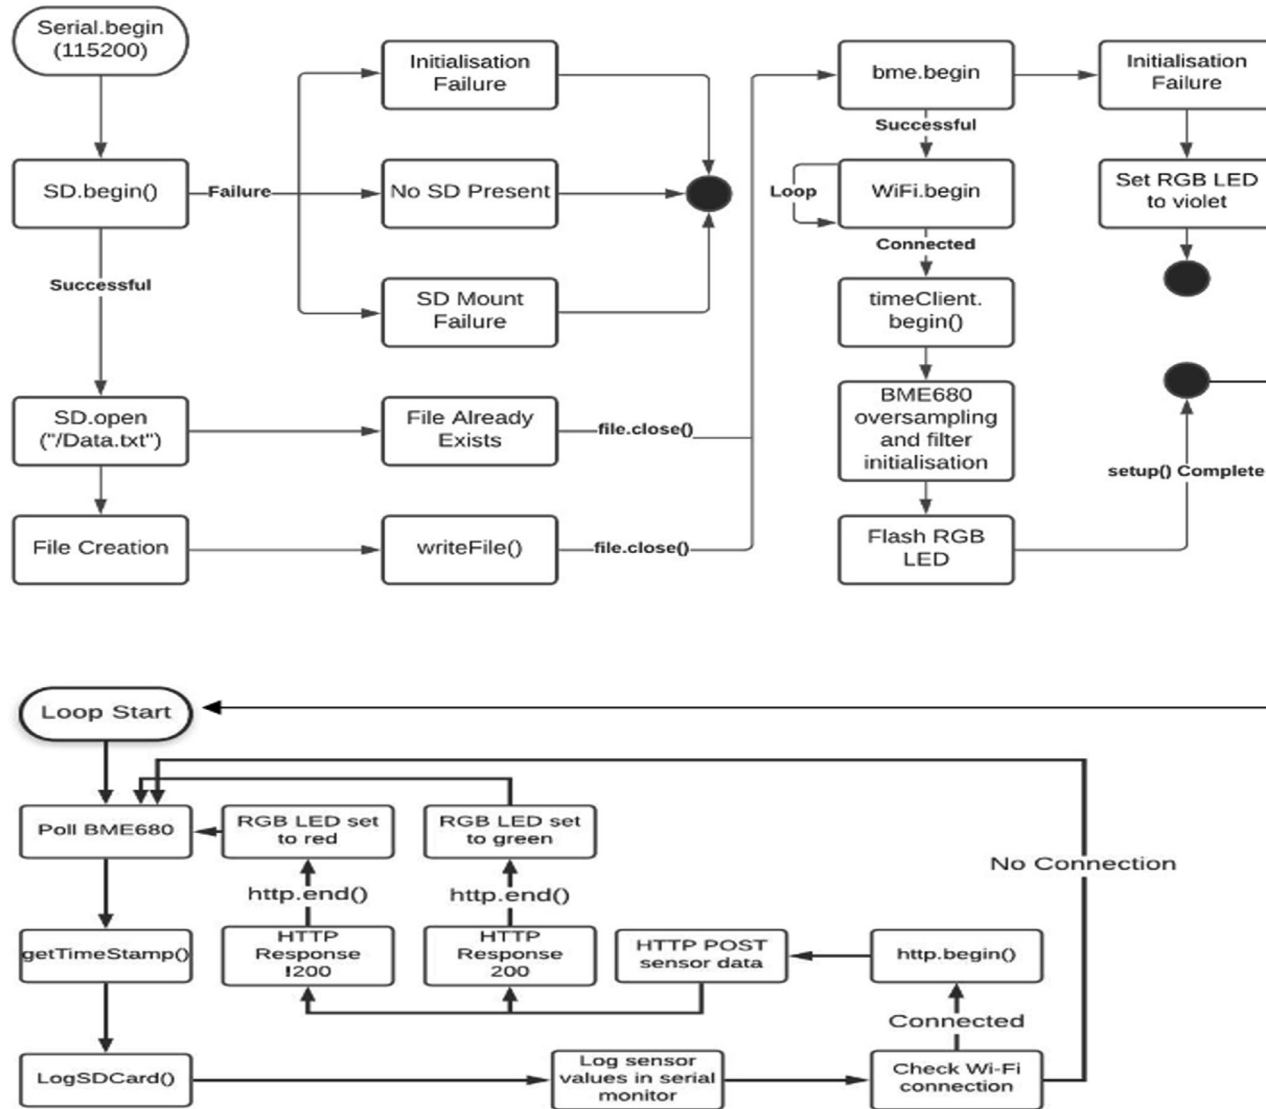 Serial.begin
(115200)
Initialisation
Failure
bme.begin
Initialisation
Failure
Successful
SD.begin()
Failure
No SD Present
Loop
WiFi.begin
Set RGB LED
to violet
Connected
Successful
SD Mount
Failure
timeClient.
begin()
SD.open
("/Data.txt")
File Already
Exists
file.close()
BME680
oversampling
and filter
initialisation
setup() Complete
File Creation
writeFile()
file.close()
Flash RGB
LED
Loop Start
Poll BME680
RGB LED set
to red
RGB LED set
to green
No Connection
http.end()
http.end()
getTimeStamp()
HTTP
Response
!200
HTTP
Response
200
HTTP POST
sensor data
http.begin()
Connected
LogSDCard()
Log sensor
values in serial
monitor
Check Wi-Fi
connection